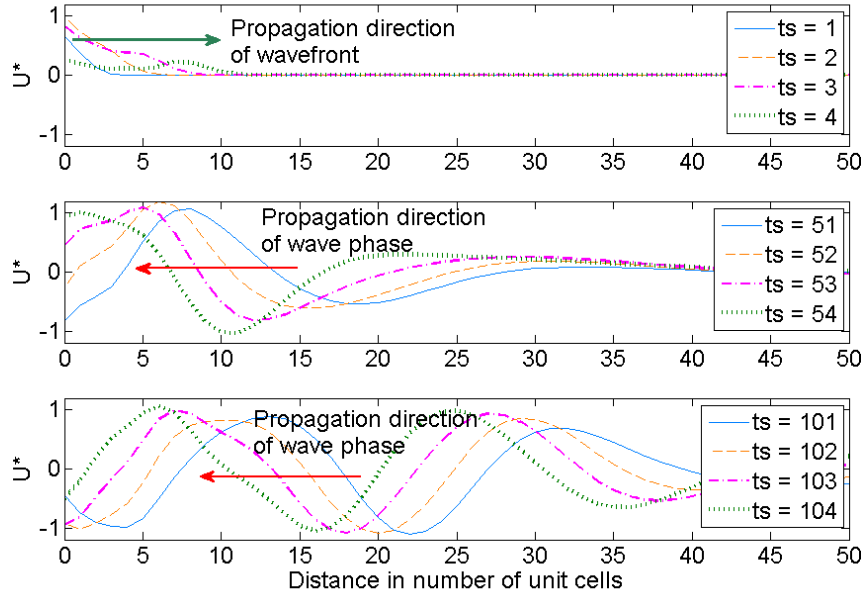 1
0
-1
U*
Propagation direction
of wavefront
ts = 1
ts = 2
ts = 3
ts = 4
0 5 10 15 20 25 30 35 40 45 50
1
0
-1
U*
Propagation direction
of wave phase
ts = 51
ts = 52
ts = 53
ts = 54
0 5 10 15 20 25 30 35 40 45 50
1
0
-1
U*
Propagation direction
of wave phase
ts = 101
ts = 102
ts = 103
ts = 104
0 5 10 15 20 25 30 35 40 45 50
Distance in number of unit cells